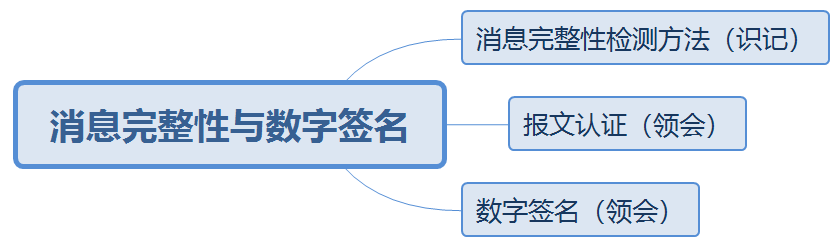 消息完整性与数字签名
消息完整性检测方法（识记）
报文认证（领会）
数字签名（领会）